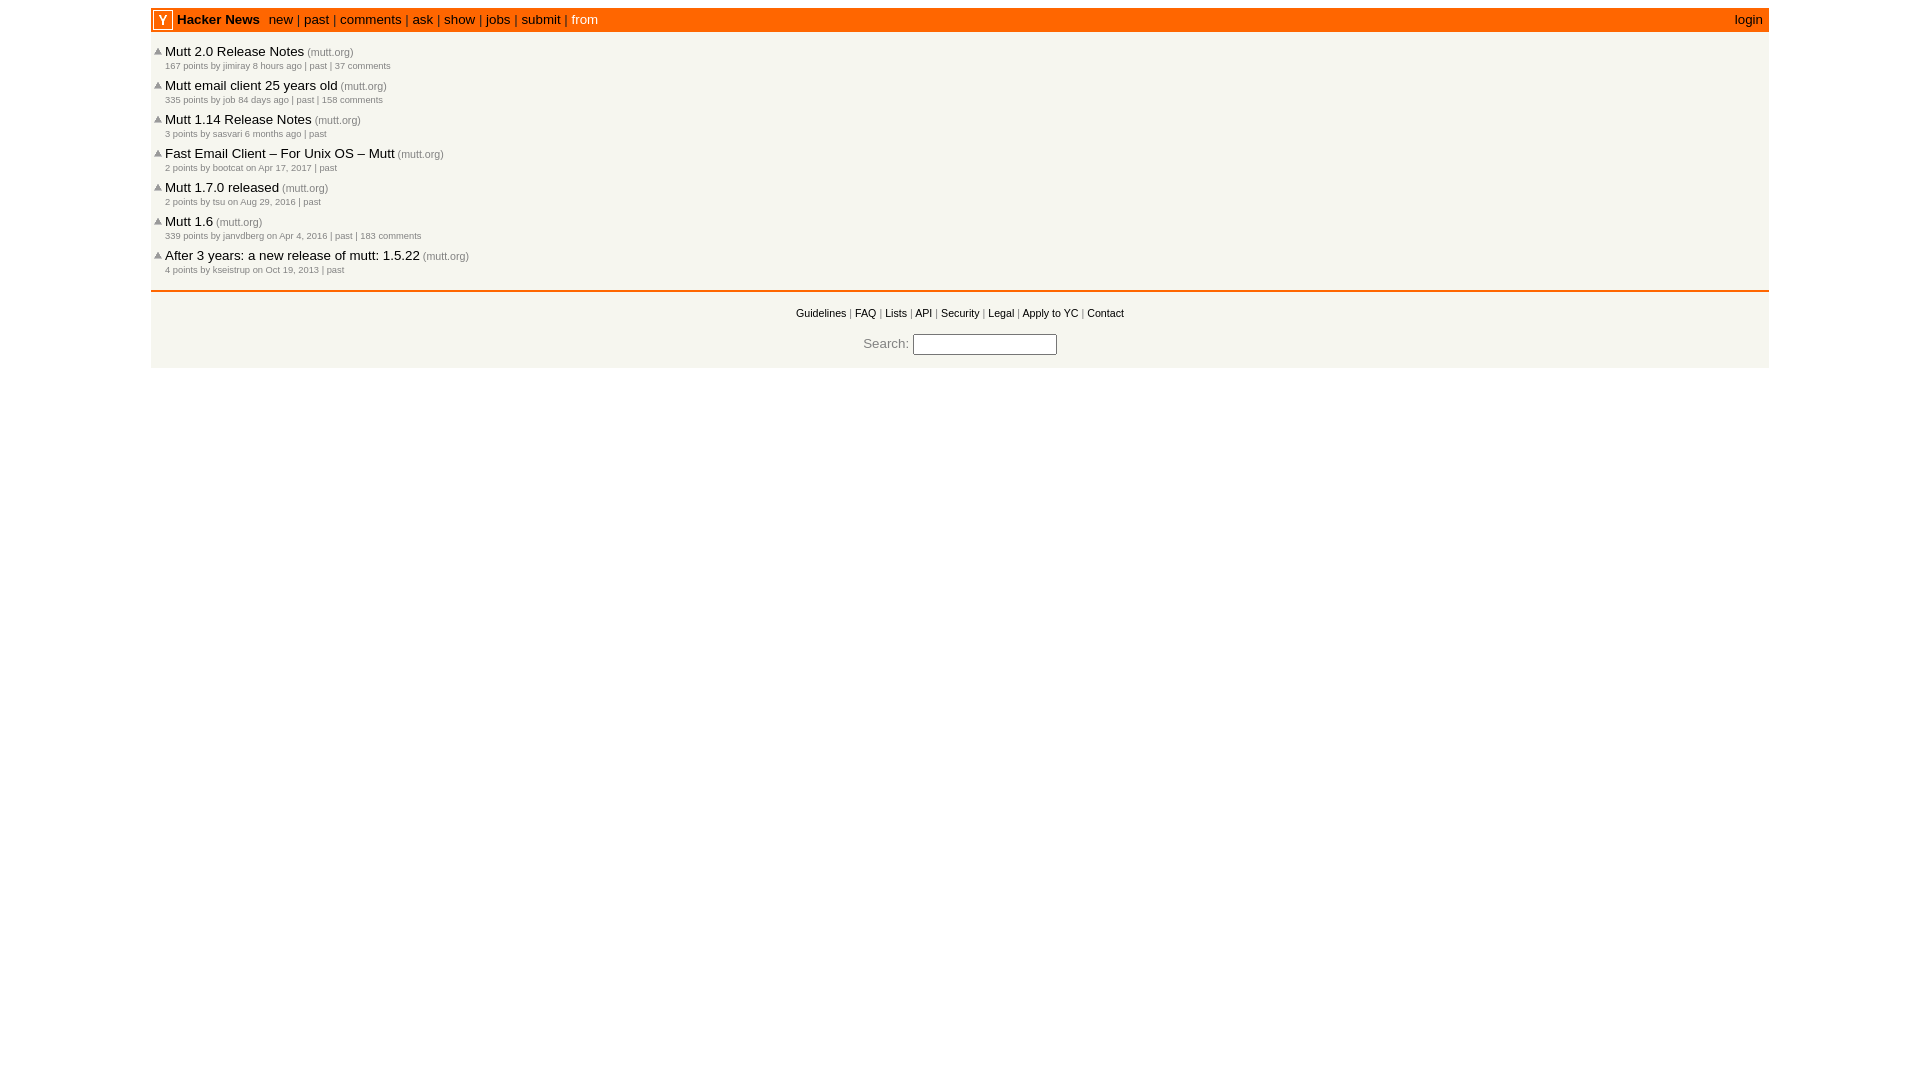 Y Hacker News new | past | comments | ask | show | jobs | submit | from login
Mutt 2.0 Release Notes (mutt.org)
167 points by jimiray 8 hours ago | past | 37 comments
Mutt email client 25 years old (mutt.org)
335 points by job 84 days ago | past | 158 comments
Mutt 1.14 Release Notes (mutt.org)
3 points by sasvari 6 months ago | past
Fast Email Client – For Unix OS – Mutt (mutt.org)
2 points by bootcat on Apr 17, 2017 | past
Mutt 1.7.0 released (mutt.org)
2 points by tsu on Aug 29, 2016 | past
Mutt 1.6 (mutt.org)
339 points by janvdberg on Apr 4, 2016 | past | 183 comments
After 3 years: a new release of mutt: 1.5.22 (mutt.org)
4 points by kseistrup on Oct 19, 2013 | past
Guidelines | FAQ | Lists | API | Security | Legal | Apply to YC | Contact
Search: